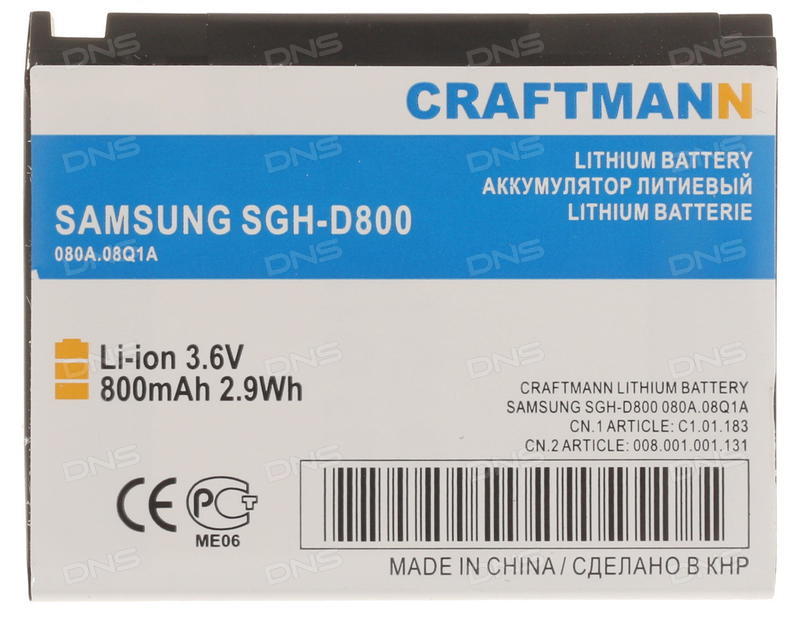 CRAFTMANN
LITHIUM BATTERY
АККУМУЛЯТОР ЛИТИЕВЫЙ
LITHIUM BATTERIE
SAMSUNG SGH-D800
080A.08Q1A
Li-ion 3.6V
800mAh 2.9Wh
CRAFTMANN LITHIUM BATTERY
SAMSUNG SGH-D800 080A.08Q1A
CN.1 ARTICLE: C1.01.183
CN.2 ARTICLE: 008.001.001.131
CE РСТ
ME06
MADE IN CHINA / СДЕЛАНО В КНР
DNS